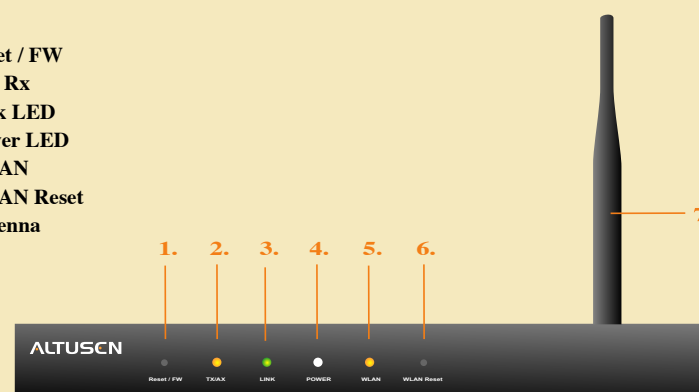 et / FW
Rx
k LED
er LED
AN
AN Reset
enna
1. 2. 3. 4. 5. 6.
7
ALTUSEN
Reset / FW TX/AX LINK POWER WLAN WLAN Reset